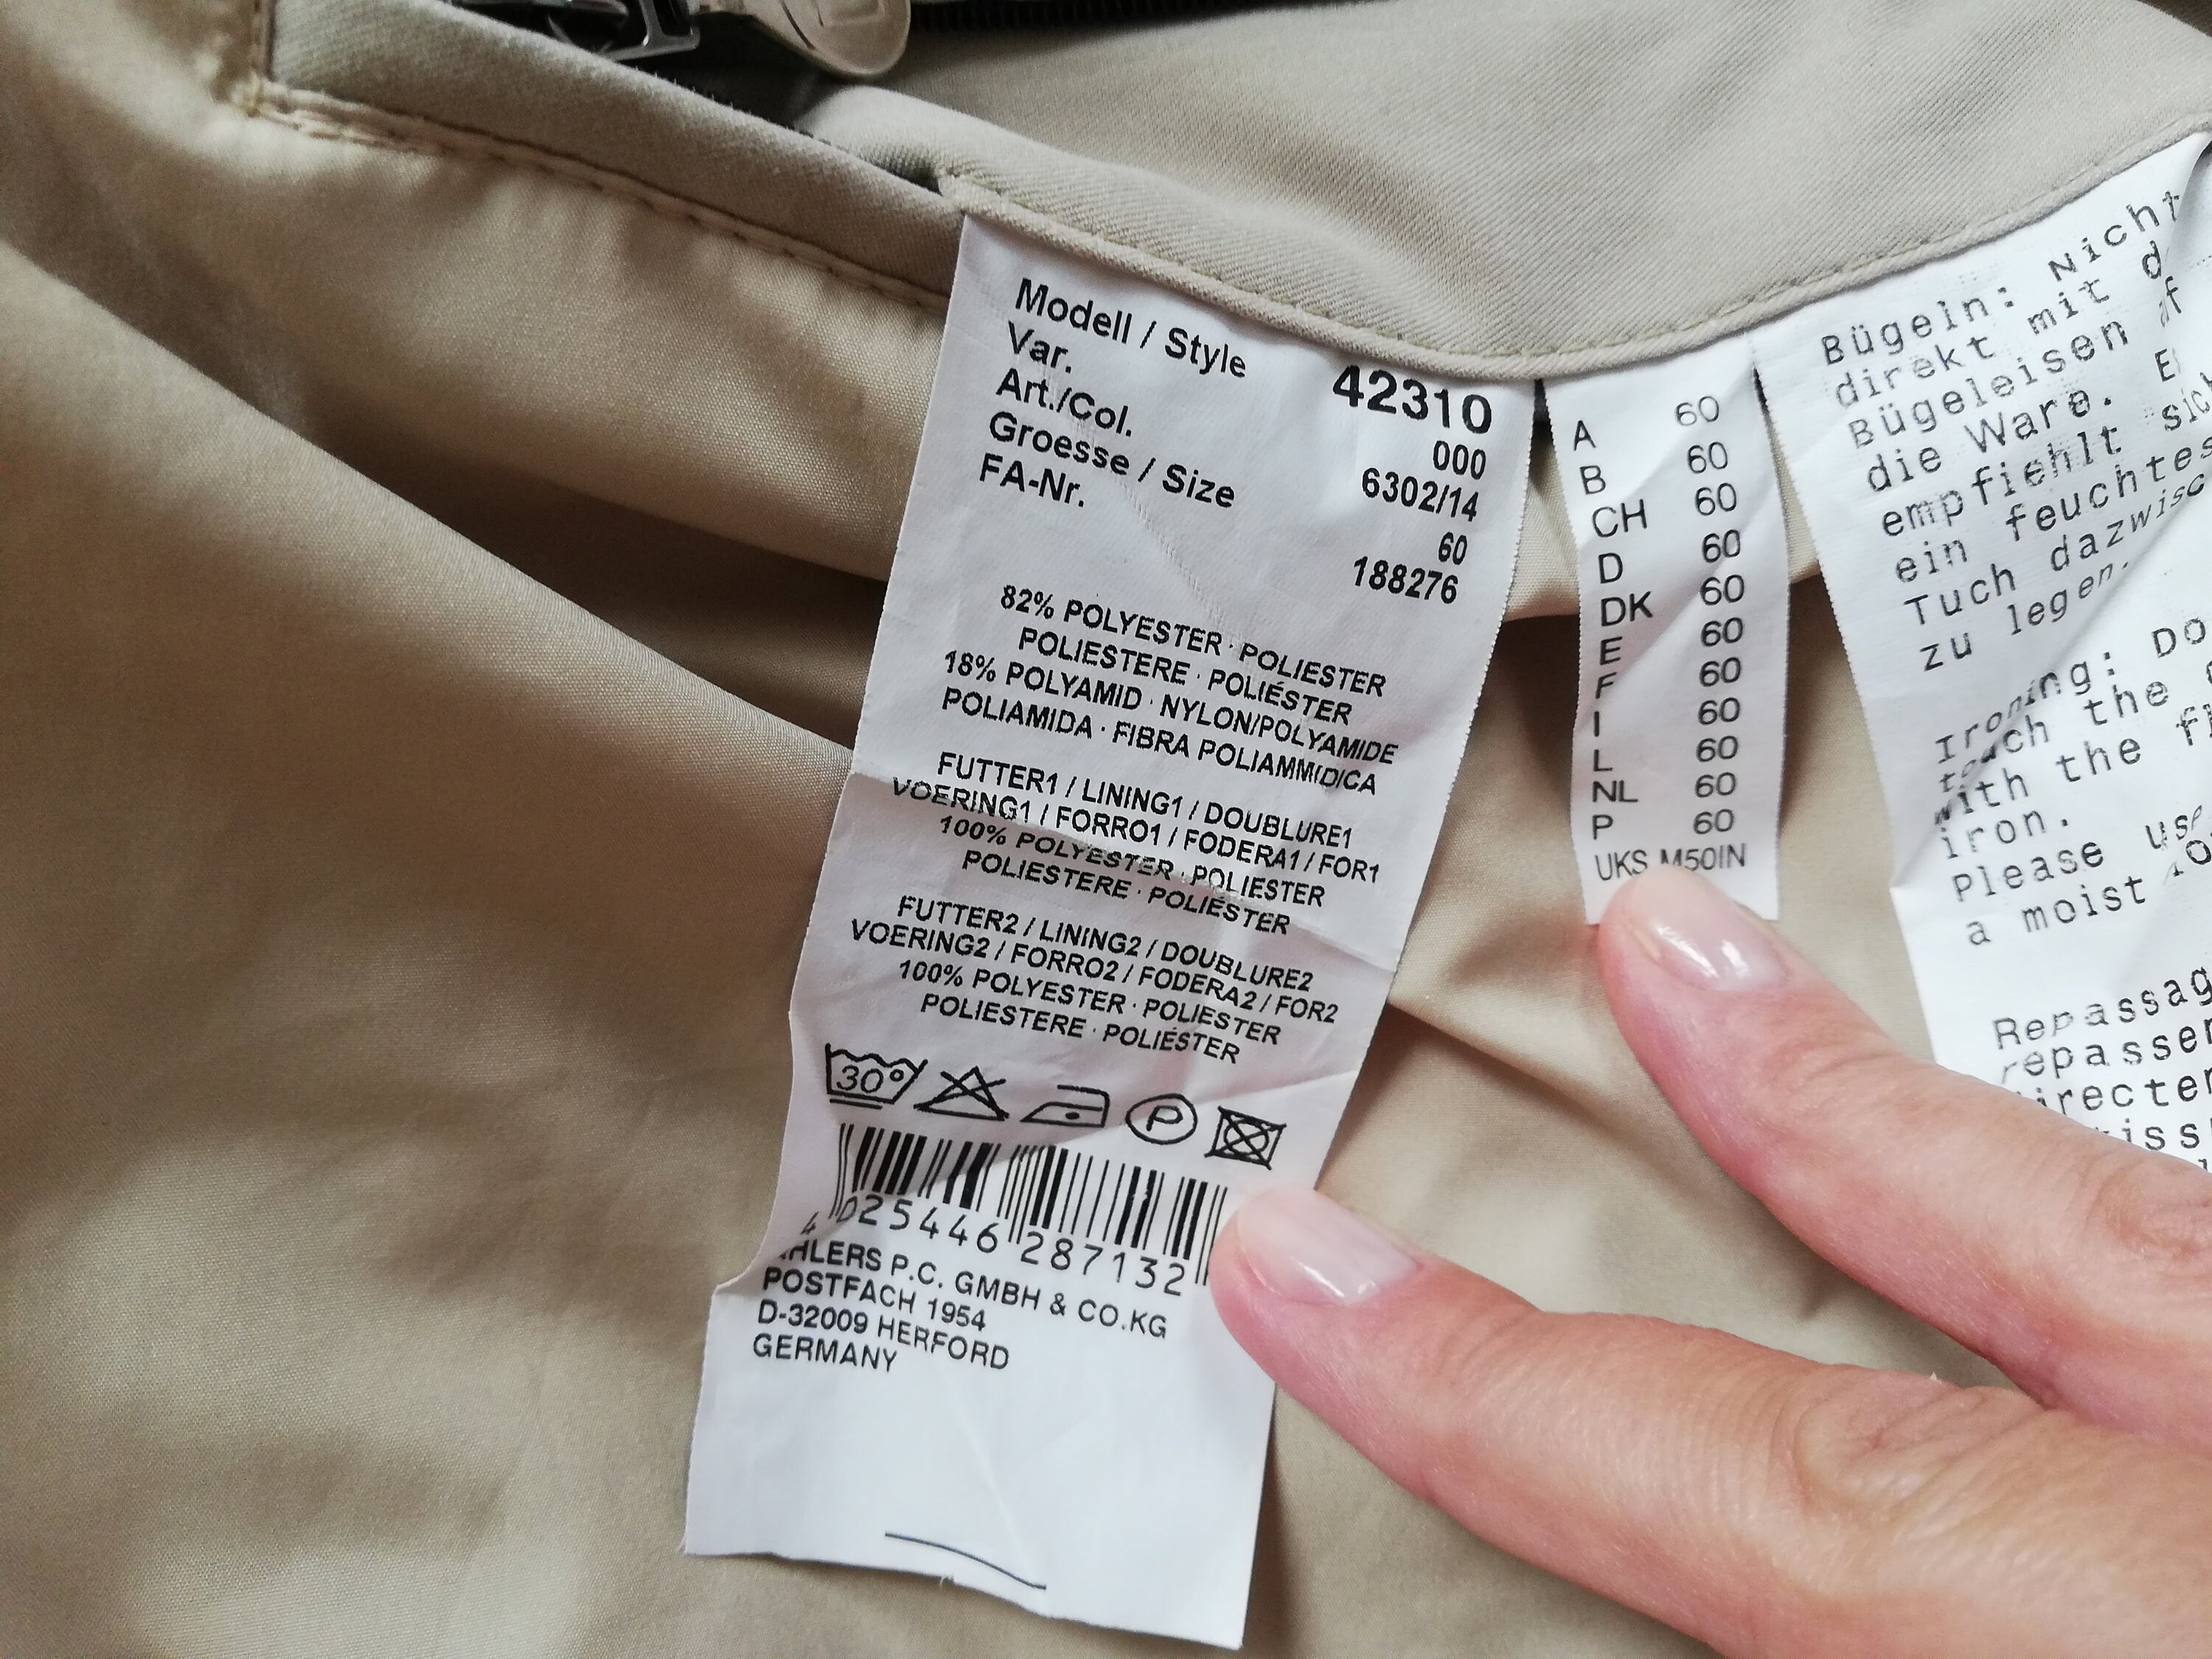 Modell / Style 42310
Var. 000
Art./Col. 6302/14
Groesse / Size 60
FA-Nr. 188276
82% POLYESTER · POLIESTER
POLIESTERE · POLIÉSTER
18% POLYAMID · NYLON/POLYAMIDE
POLIAMIDA · FIBRA POLIAMMIDICA
FUTTER1 / LINING1 / DOUBLURE1
VOERING1 / FORRO1 / FODERA1 / FOR1
100% POLYESTER · POLIESTER
POLIESTERE · POLIÉSTER
FUTTER2 / LINING2 / DOUBLURE2
VOERING2 / FORRO2 / FODERA2 / FOR2
100% POLYESTER · POLIESTER
POLIESTERE · POLIÉSTER
30° P
4 025446 287132
AHLERS P.C. GMBH & CO.KG
POSTFACH 1954
D-32009 HERFORD
GERMANY
A 60
B 60
CH 60
D 60
DK 60
E 60
F 60
I 60
L 60
NL 60
P 60
UKS M50IN
Bügeln: Nicht
direkt mit
Bügeleisen
die Ware.
empfiehlt
ein feuchtes
Tuch
zu legen.
Ironing: Do
touch the
with the
iron.
Please use
a moist